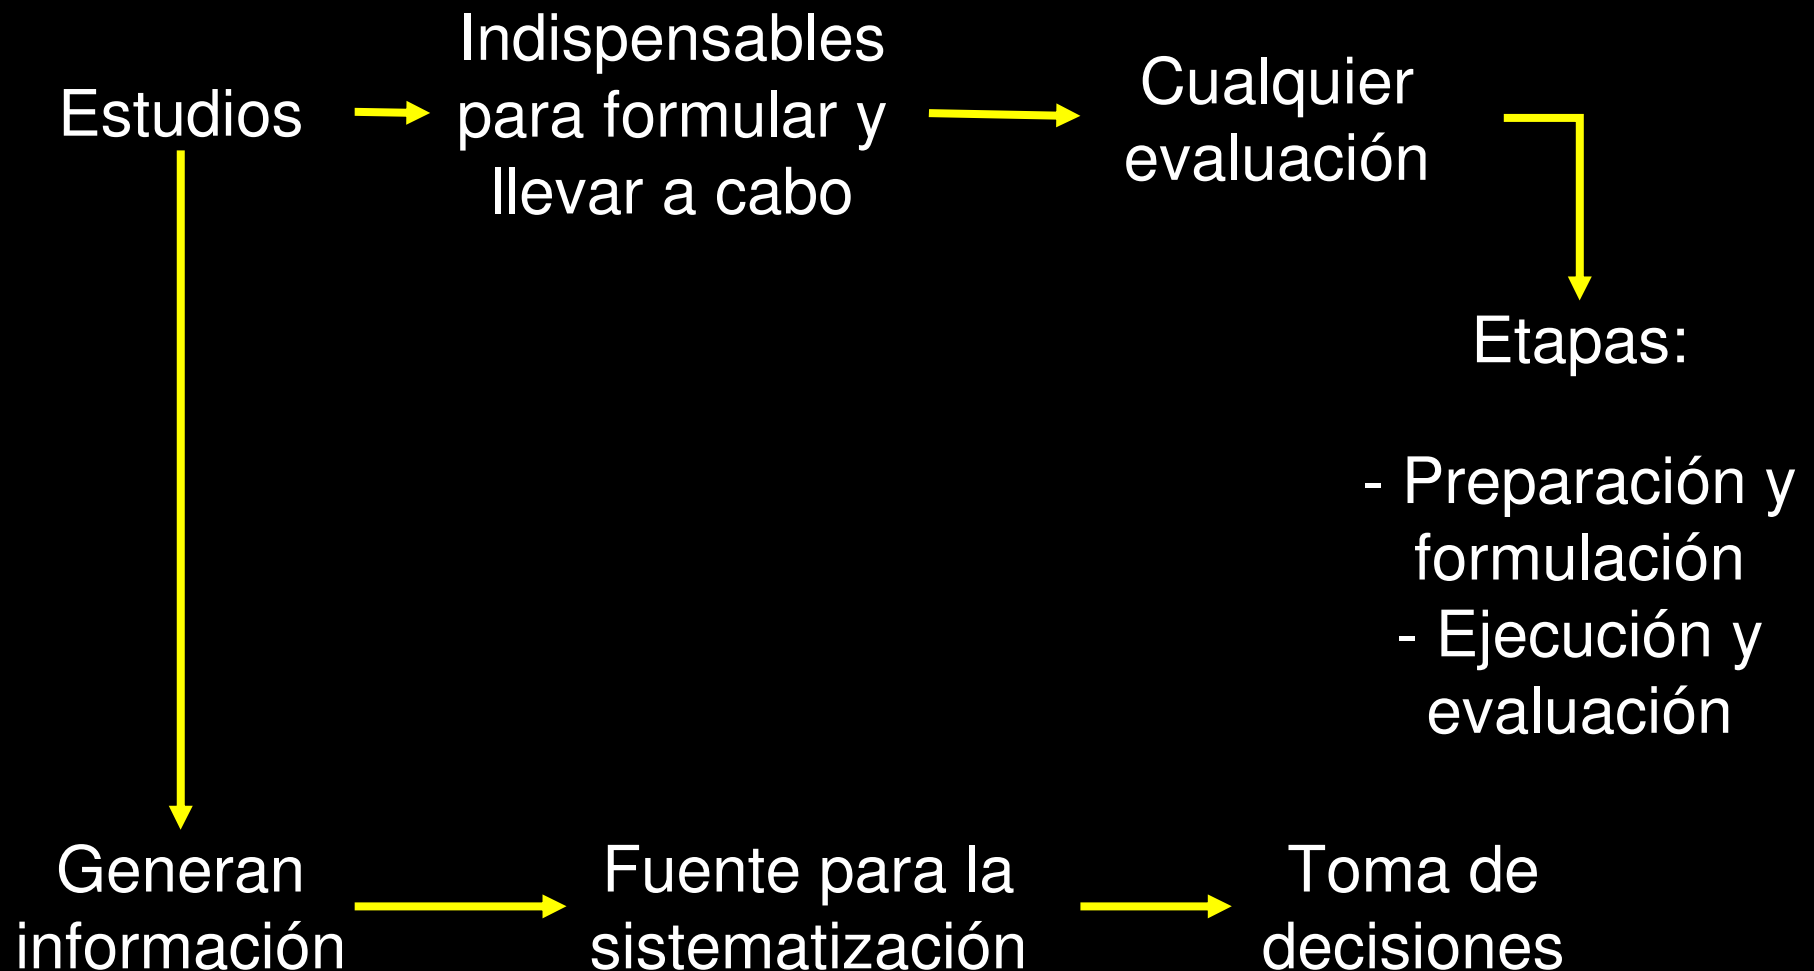 Estudios
Indispensables
para formular y
llevar a cabo
Cualquier
evaluación
Etapas:
- Preparación y
formulación
- Ejecución y
evaluación
Generan
información
Fuente para la
sistematización
Toma de
decisiones